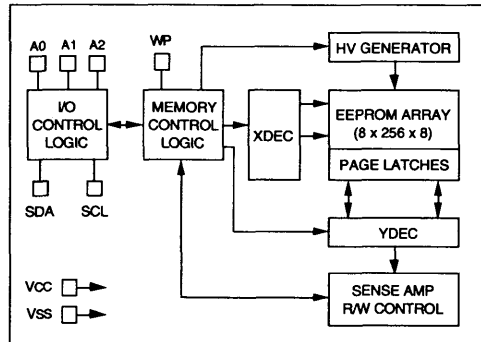 A0 A1 A2 WP
HV GENERATOR
I/O
CONTROL
LOGIC
MEMORY
CONTROL
LOGIC
XDEC
EEPROM ARRAY
(8 x 256 x 8)
PAGE LATCHES
SDA SCL
YDEC
VCC
VSS
SENSE AMP
R/W CONTROL